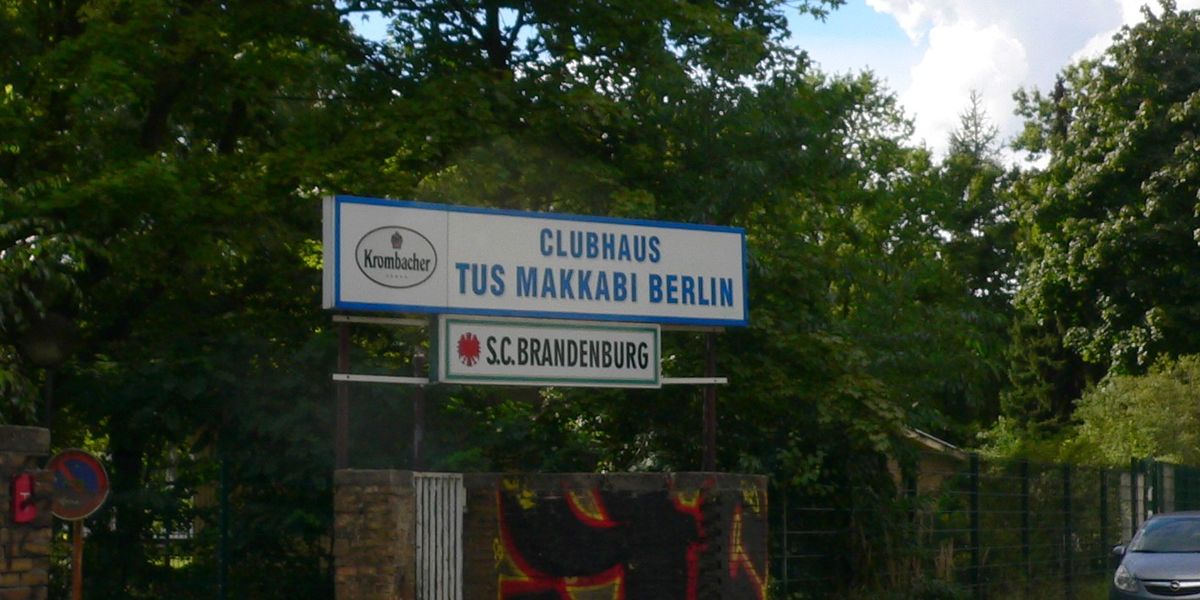 Krombacher
CLUBHAUS
TUS MAKKABI BERLIN
S.C. BRANDENBURG